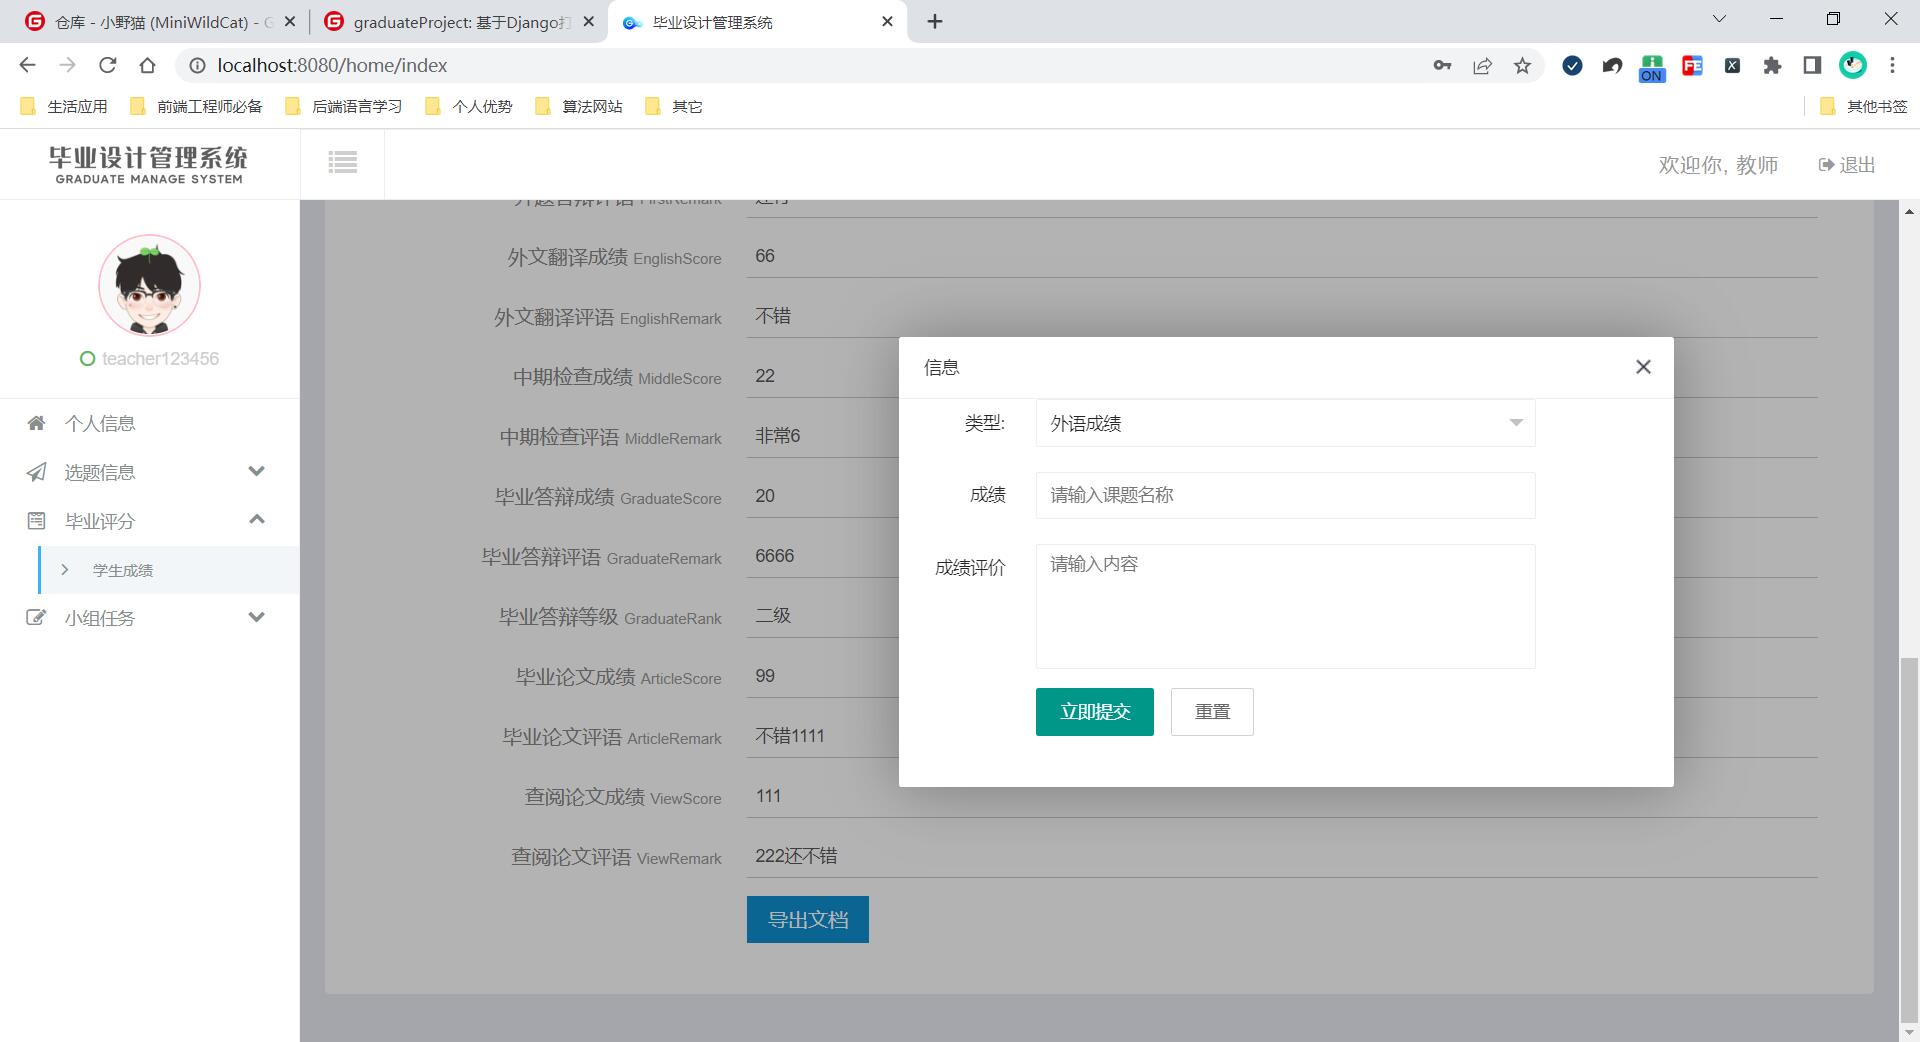 仓库 - 小野猫 (MiniWildCat) - G
graduateProject: 基于Django打
毕业设计管理系统
localhost:8080/home/index
ON
FE
X
生活应用
前端工程师必备
后端语言学习
个人优势
算法网站
其它
其他书签
毕业设计管理系统
GRADUATE MANAGE SYSTEM
欢迎你, 教师
退出
teacher123456
个人信息
选题信息
毕业评分
学生成绩
小组任务
外文翻译成绩 EnglishScore 66
外文翻译评语 EnglishRemark 不错
中期检查成绩 MiddleScore 22
中期检查评语 MiddleRemark 非常6
毕业答辩成绩 GraduateScore 20
毕业答辩评语 GraduateRemark 6666
毕业答辩等级 GraduateRank 二级
毕业论文成绩 ArticleScore 99
毕业论文评语 ArticleRemark 不错1111
查阅论文成绩 ViewScore 111
查阅论文评语 ViewRemark 222还不错
导出文档
信息
类型: 外语成绩
成绩 请输入课题名称
成绩评价 请输入内容
立即提交 重置